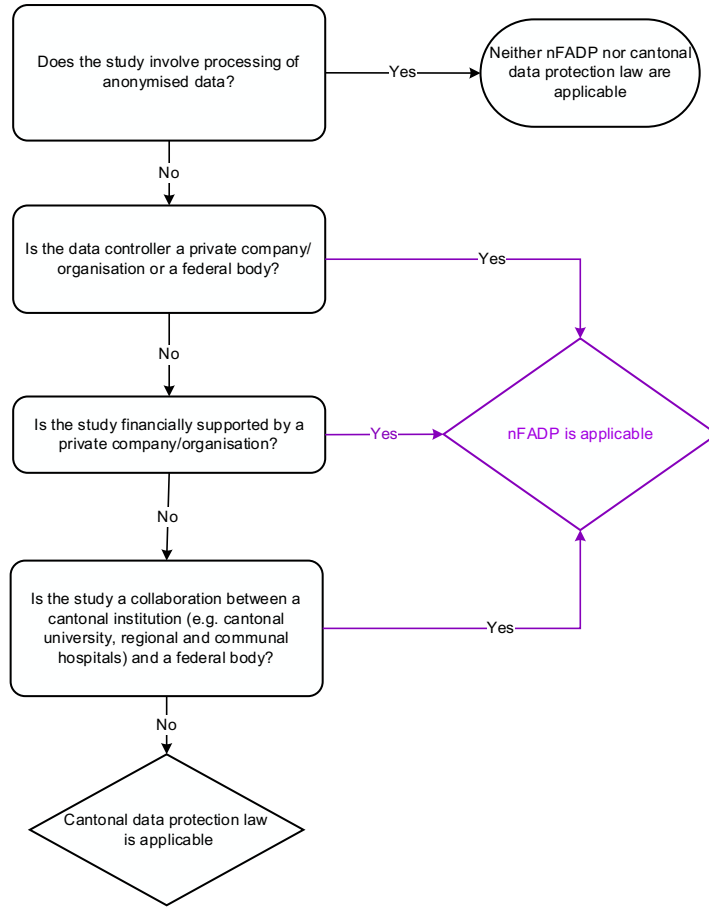 Does the study involve processing of
anonymised data?
Yes
Neither nFADP nor cantonal
data protection law are
applicable
No
Is the data controller a private company/
organisation or a federal body?
Yes
No
Is the study financially supported by a
private company/organisation?
Yes
nFADP is applicable
No
Is the study a collaboration between a
cantonal institution (e.g. cantonal
university, regional and communal
hospitals) and a federal body?
Yes
No
Cantonal data protection law
is applicable